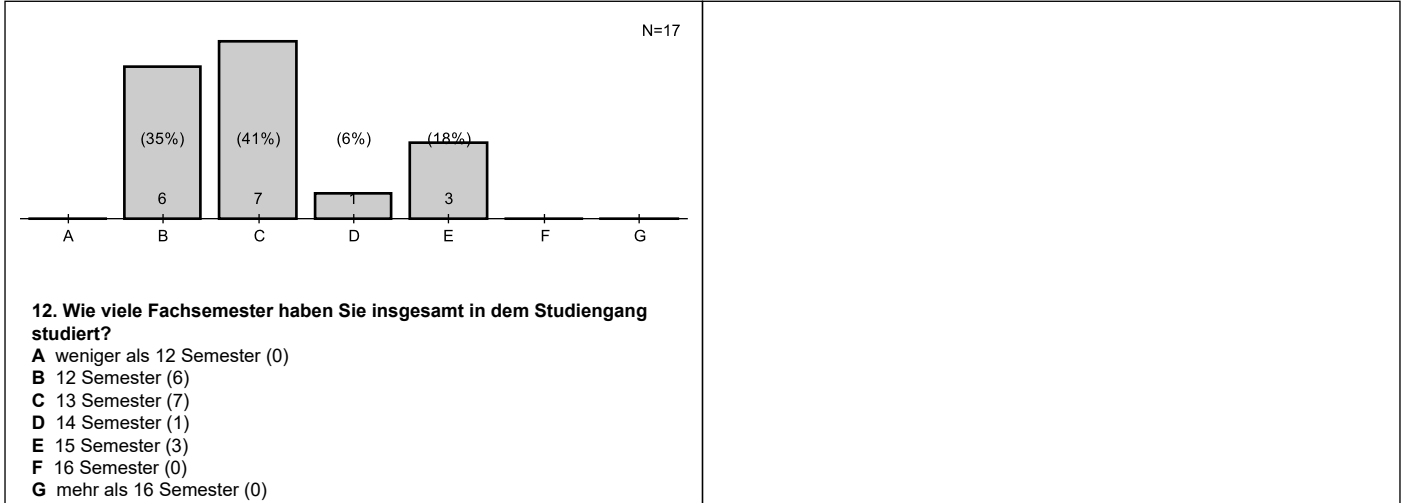 N=17
(35%) (41%) (6%) (18%)
6 7 1 3
A B C D E F G
12. Wie viele Fachsemester haben Sie insgesamt in dem Studiengang
studiert?
A weniger als 12 Semester (0)
B 12 Semester (6)
C 13 Semester (7)
D 14 Semester (1)
E 15 Semester (3)
F 16 Semester (0)
G mehr als 16 Semester (0)